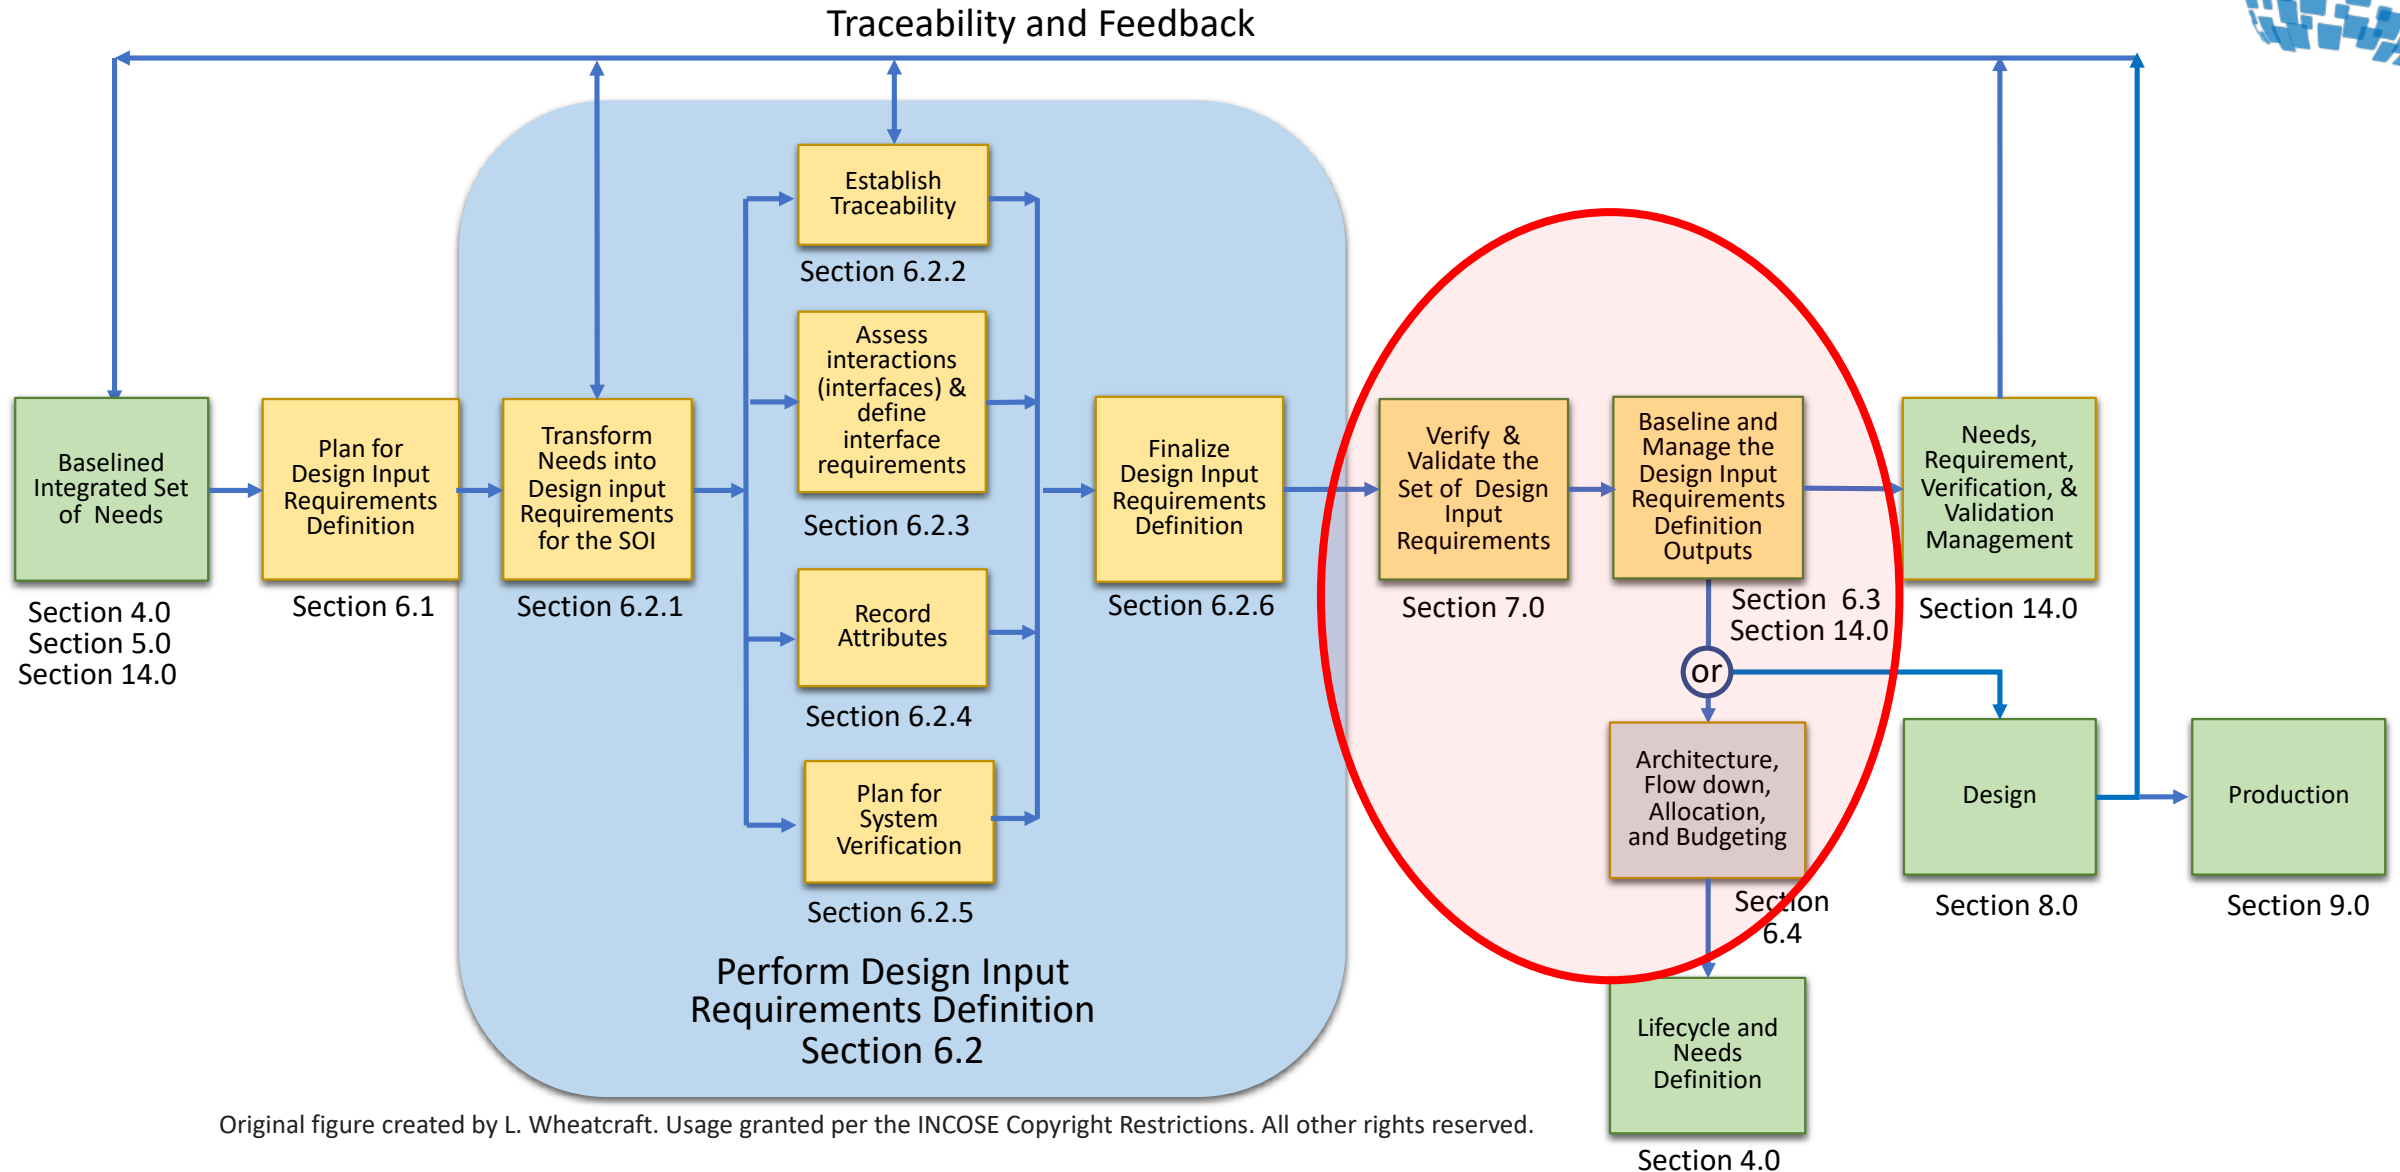 Traceability and Feedback
Baselined
Integrated Set
of Needs
Section 4.0
Section 5.0
Section 14.0
Plan for
Design Input
Requirements
Definition
Section 6.1
Transform
Needs into
Design input
Requirements
for the SOI
Section 6.2.1
Establish
Traceability
Section 6.2.2
Assess
interactions
(interfaces) &
define
interface
requirements
Section 6.2.3
Record
Attributes
Section 6.2.4
Plan for
System
Verification
Section 6.2.5
Perform Design Input
Requirements Definition
Section 6.2
Finalize
Design Input
Requirements
Definition
Section 6.2.6
Verify & 
Validate the
Set of Design
Input
Requirements
Section 7.0
Baseline and
Manage the
Design Input
Requirements
Definition
Outputs
Section 6.3
Section 14.0
or
Architecture,
Flow down,
Allocation,
and Budgeting
Section
6.4
Lifecycle and
Needs
Definition
Section 4.0
Needs,
Requirement,
Verification, &
Validation
Management
Section 14.0
Design
Section 8.0
Production
Section 9.0
Original figure created by L. Wheatcraft. Usage granted per the INCOSE Copyright Restrictions. All other rights reserved.